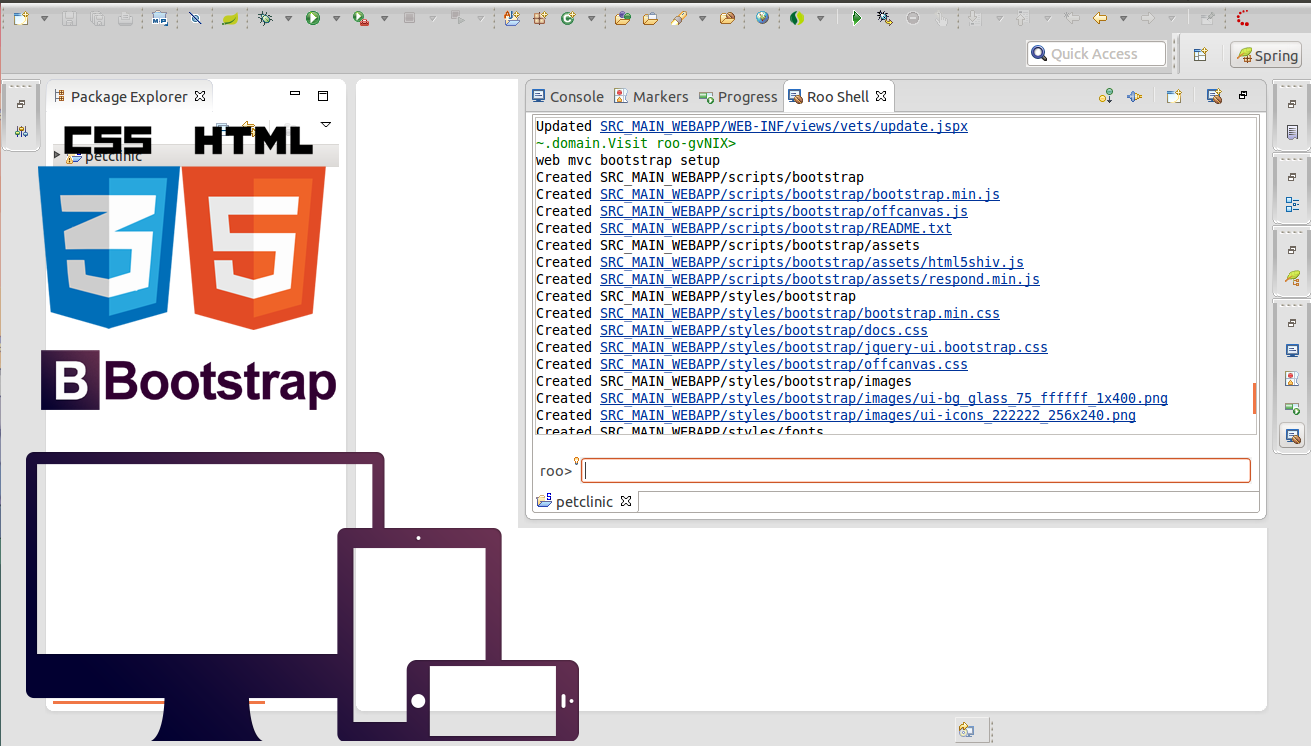 Quick Access
Spring
Package Explorer
petclinic
CSS HTML
3 5
B Bootstrap
Console Markers Progress Roo Shell
Updated SRC_MAIN_WEBAPP/WEB-INF/views/vets/update.jspx
~.domain.Visit roo-gvNIX>
web mvc bootstrap setup
Created SRC_MAIN_WEBAPP/scripts/bootstrap
Created SRC_MAIN_WEBAPP/scripts/bootstrap/bootstrap.min.js
Created SRC_MAIN_WEBAPP/scripts/bootstrap/offcanvas.js
Created SRC_MAIN_WEBAPP/scripts/bootstrap/README.txt
Created SRC_MAIN_WEBAPP/scripts/bootstrap/assets
Created SRC_MAIN_WEBAPP/scripts/bootstrap/assets/html5shiv.js
Created SRC_MAIN_WEBAPP/scripts/bootstrap/assets/respond.min.js
Created SRC_MAIN_WEBAPP/styles/bootstrap
Created SRC_MAIN_WEBAPP/styles/bootstrap/bootstrap.min.css
Created SRC_MAIN_WEBAPP/styles/bootstrap/docs.css
Created SRC_MAIN_WEBAPP/styles/bootstrap/jquery-ui.bootstrap.css
Created SRC_MAIN_WEBAPP/styles/bootstrap/offcanvas.css
Created SRC_MAIN_WEBAPP/styles/bootstrap/images
Created SRC_MAIN_WEBAPP/styles/bootstrap/images/ui-bg_glass_75_ffffff_1x400.png
Created SRC_MAIN_WEBAPP/styles/bootstrap/images/ui-icons_222222_256x240.png
Created SRC_MAIN_WEBAPP/styles/fonts
roo>
petclinic